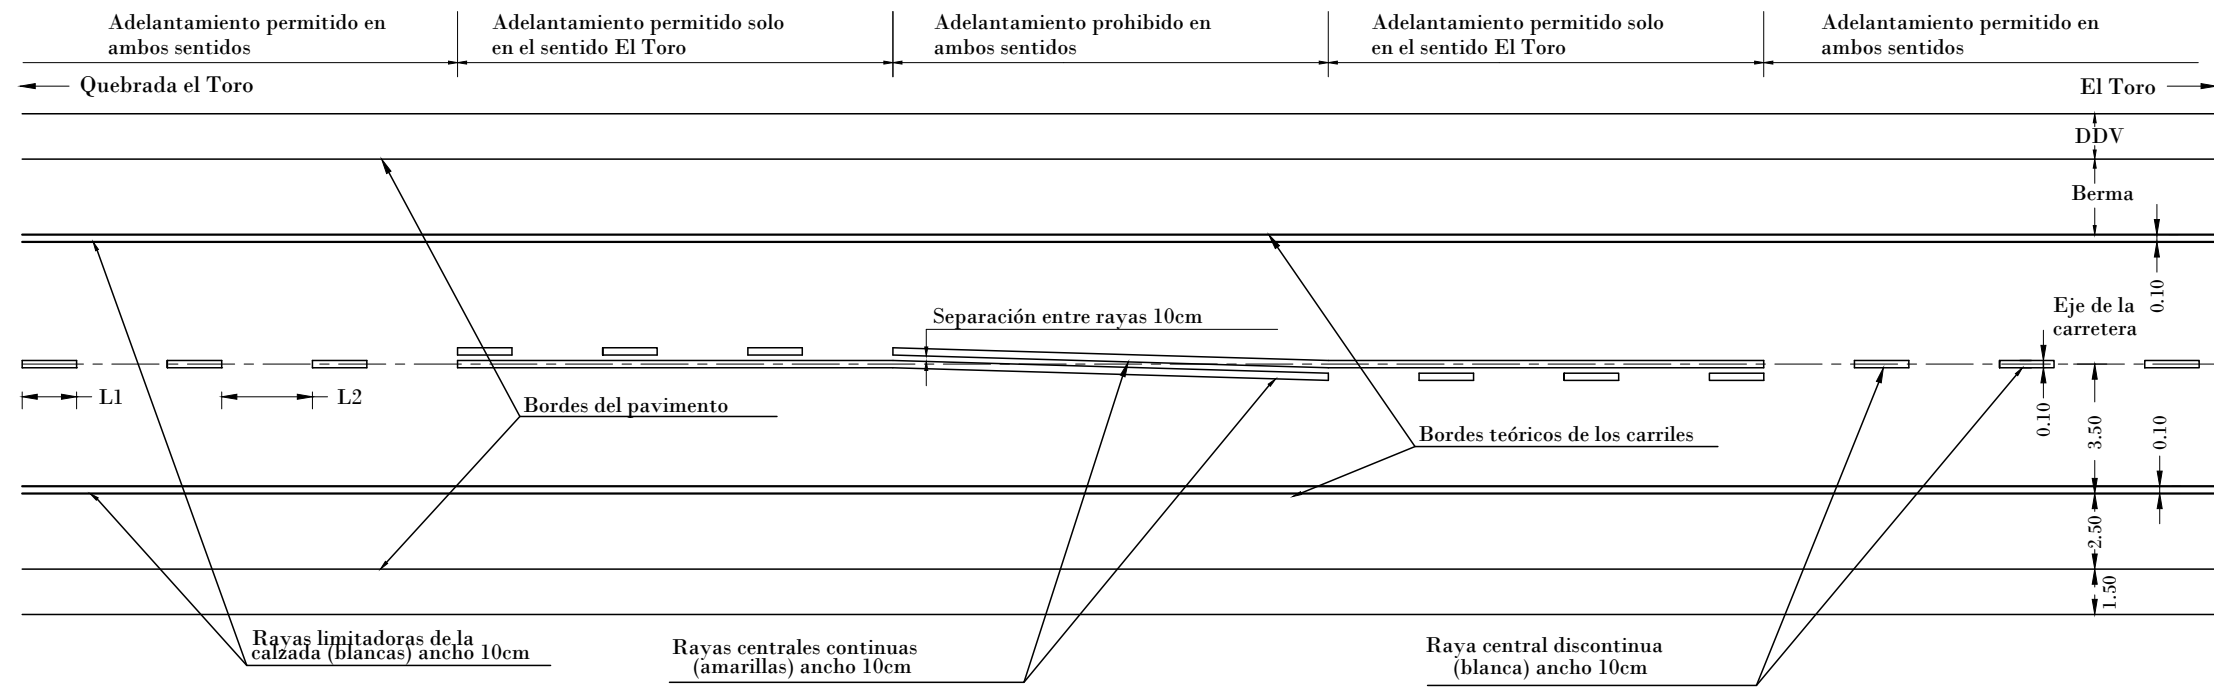 Adelantamiento permitido en
ambos sentidos
Adelantamiento permitido solo
en el sentido El Toro
Adelantamiento prohibido en
ambos sentidos
Adelantamiento permitido solo
en el sentido El Toro
Adelantamiento permitido en
ambos sentidos
Quebrada el Toro
El Toro
DDV
Berma
0.10
Eje de la
carretera
Separación entre rayas 10cm
L1
L2
Bordes del pavimento
Bordes teóricos de los carriles
0.10
3.50
0.10
2.50
1.50
Rayas limitadoras de la
calzada (blancas) ancho 10cm
Rayas centrales continuas
(amarillas) ancho 10cm
Raya central discontinua
(blanca) ancho 10cm